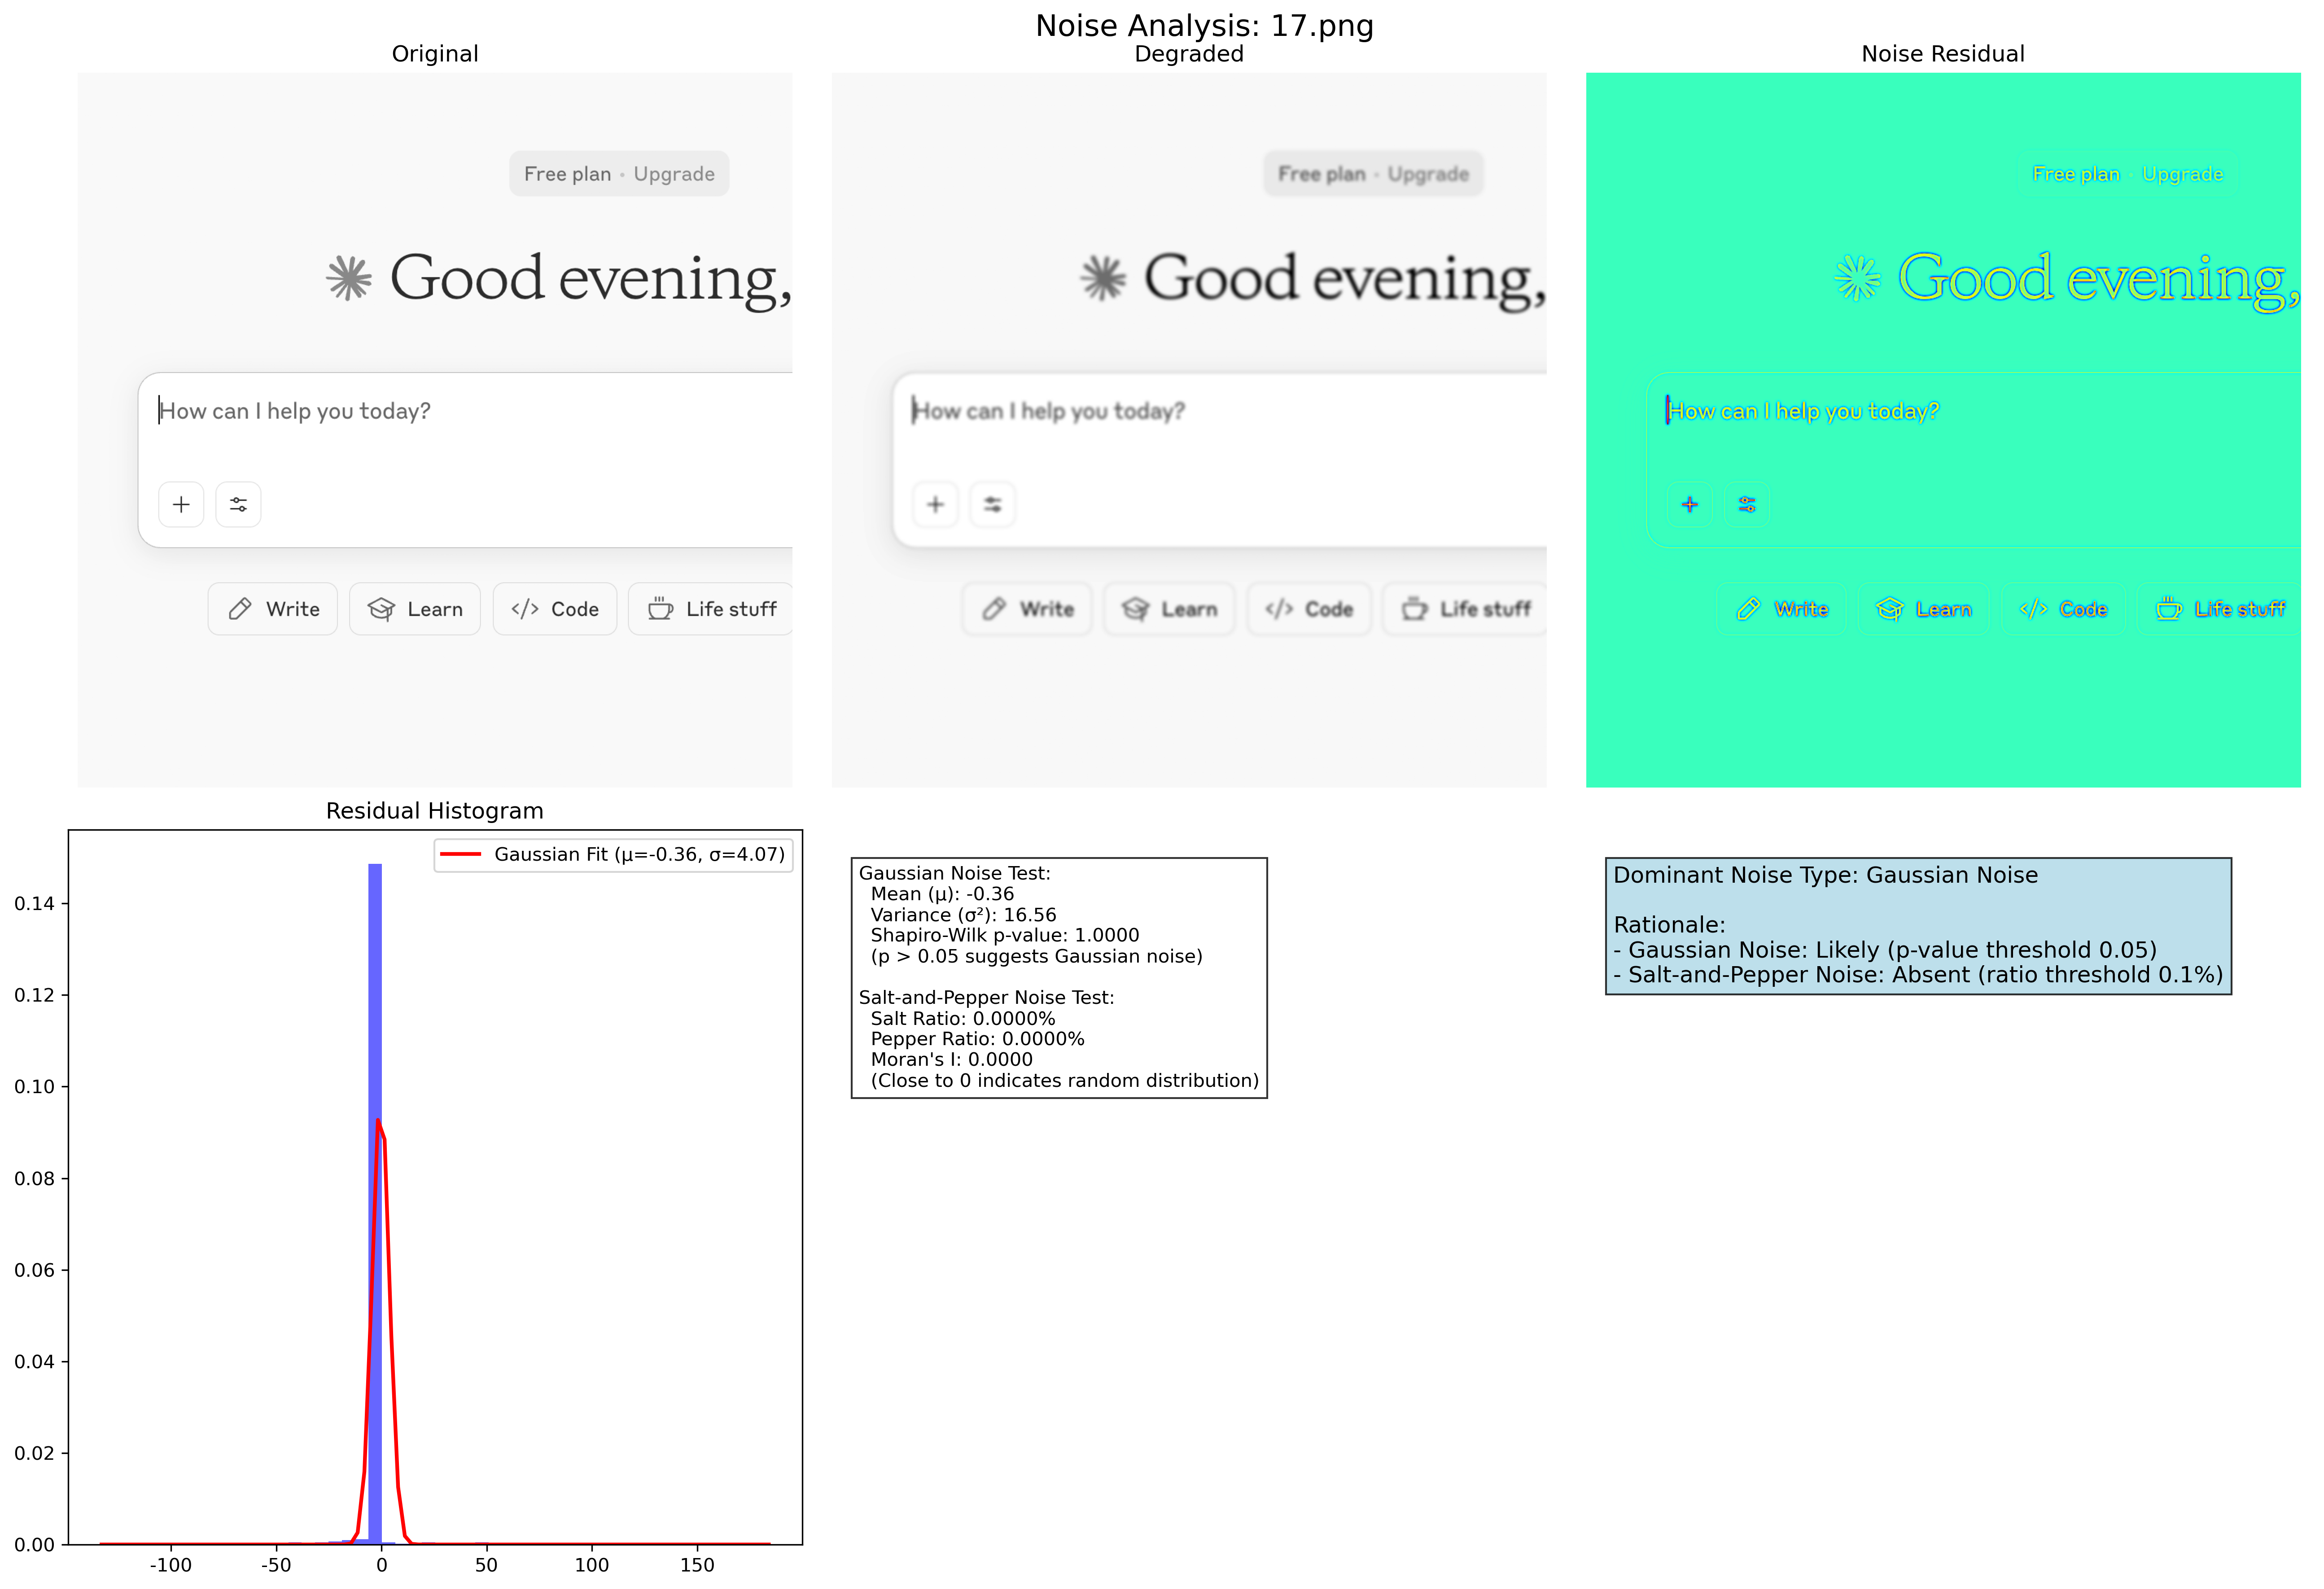 Noise Analysis: 17.png
Original
Degraded
Noise Residual
Free plan • Upgrade
Good evening,
How can I help you today?
Write
Learn
</> Code
Life stuff
Free plan • Upgrade
Good evening,
How can I help you today?
Write
Learn
</> Code
Life stuff
Free plan · Upgrade
Good evening,
How can I help you today?
Write
Learn
</> Code
Life stuff
Residual Histogram
Gaussian Fit (μ=-0.36, σ=4.07)
0.14
0.12
0.10
0.08
0.06
0.04
0.02
0.00
-100
-50
0
50
100
150
Gaussian Noise Test:
Mean (μ): -0.36
Variance (σ²): 16.56
Shapiro-Wilk p-value: 1.0000
(p > 0.05 suggests Gaussian noise)
Salt-and-Pepper Noise Test:
Salt Ratio: 0.0000%
Pepper Ratio: 0.0000%
Moran's I: 0.0000
(Close to 0 indicates random distribution)
Dominant Noise Type: Gaussian Noise
Rationale:
- Gaussian Noise: Likely (p-value threshold 0.05)
- Salt-and-Pepper Noise: Absent (ratio threshold 0.1%)